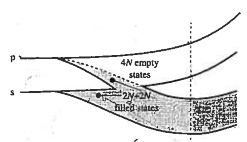 p
4N empty
states
s
2N+2N
filled states